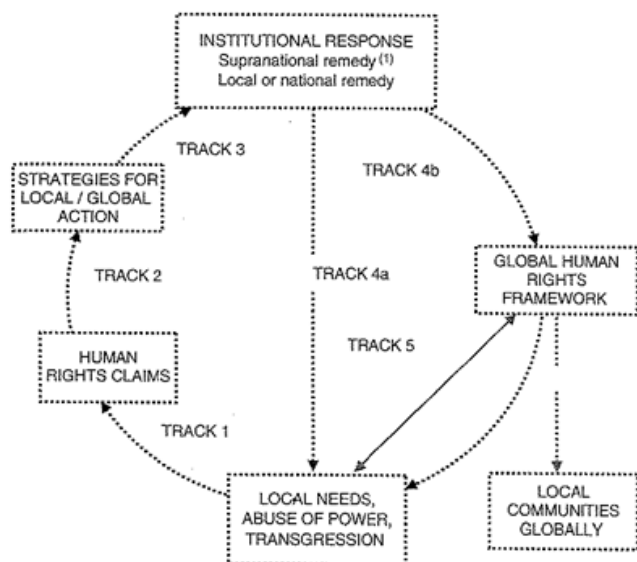 INSTITUTIONAL RESPONSE
Supranational remedy (1)
Local or national remedy
TRACK 3
STRATEGIES FOR
LOCAL / GLOBAL
ACTION
TRACK 4b
TRACK 2
TRACK 4a
GLOBAL HUMAN
RIGHTS
FRAMEWORK
HUMAN
RIGHTS CLAIMS
TRACK 5
TRACK 1
LOCAL NEEDS,
ABUSE OF POWER,
TRANSGRESSION
LOCAL
COMMUNITIES
GLOBALLY